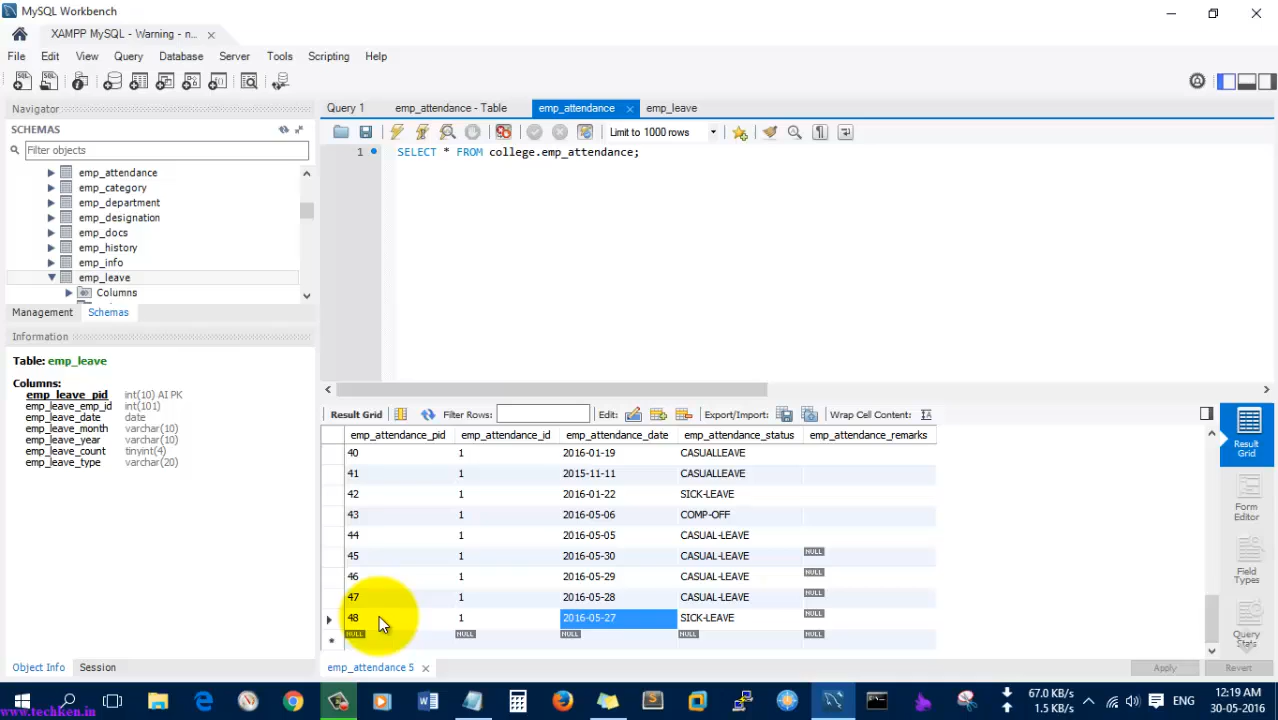 MySQL Workbench
XAMPP MySQL - Warning - n...
File Edit View Query Database Server Tools Scripting Help
Navigator
SCHEMAS
Filter objects
emp_attendance
emp_category
emp_department
emp_designation
emp_docs
emp_history
emp_info
emp_leave
Columns
Management Schemas
Information
Table: emp_leave
Columns:
emp_leave_pid int(10) AI PK
emp_leave_emp_id int(101)
emp_leave_date date
emp_leave_month varchar(10)
emp_leave_year varchar(10)
emp_leave_count tinyint(4)
emp_leave_type varchar(20)
Object Info Session
Query 1 emp_attendance - Table emp_attendance emp_leave
Limit to 1000 rows
1 SELECT * FROM college.emp_attendance;
Result Grid Filter Rows: Edit: Export/Import: Wrap Cell Content:
emp_attendance_pid emp_attendance_id emp_attendance_date emp_attendance_status emp_attendance_remarks
40 1 2016-01-19 CASUALLEAVE
41 1 2015-11-11 CASUALLEAVE
42 1 2016-01-22 SICK-LEAVE
43 1 2016-05-06 COMP-OFF
44 1 2016-05-05 CASUAL-LEAVE
45 1 2016-05-30 CASUAL-LEAVE NULL
46 1 2016-05-29 CASUAL-LEAVE NULL
47 1 2016-05-28 CASUAL-LEAVE NULL
48 1 2016-05-27 SICK-LEAVE NULL
NULL NULL NULL NULL NULL
Result
Grid
Form
Editor
Field
Types
Query
Stats
emp_attendance 5
Apply Revert
67.0 KB/s
1.5 KB/s
ENG
12:19 AM
30-05-2016
www.techken.in